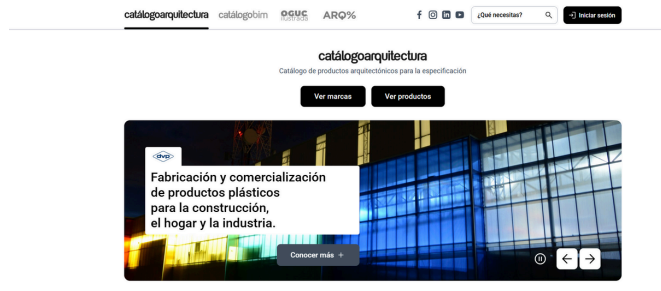 catálogoarquitectura catálogobim OGUC ilustrada ARQ% ¿Qué necesitas? Iniciar sesión
catálogoarquitectura
Catálogo de productos arquitectónicos para la especificación
Ver marcas Ver productos
dvp
Fabricación y comercialización
de productos plásticos
para la construcción,
el hogar y la industria.
Conocer más +